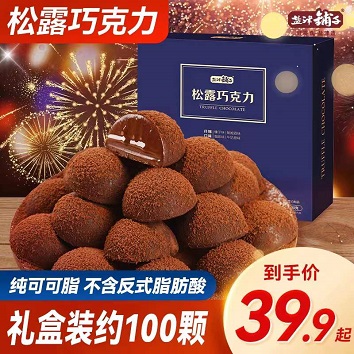 松露巧克力
盐津铺子
盐津铺子
松露巧克力
TRUFFLE CHOCOLATE
纯可可脂 不含反式脂肪酸
礼盒装约100颗
到手价
39.9起